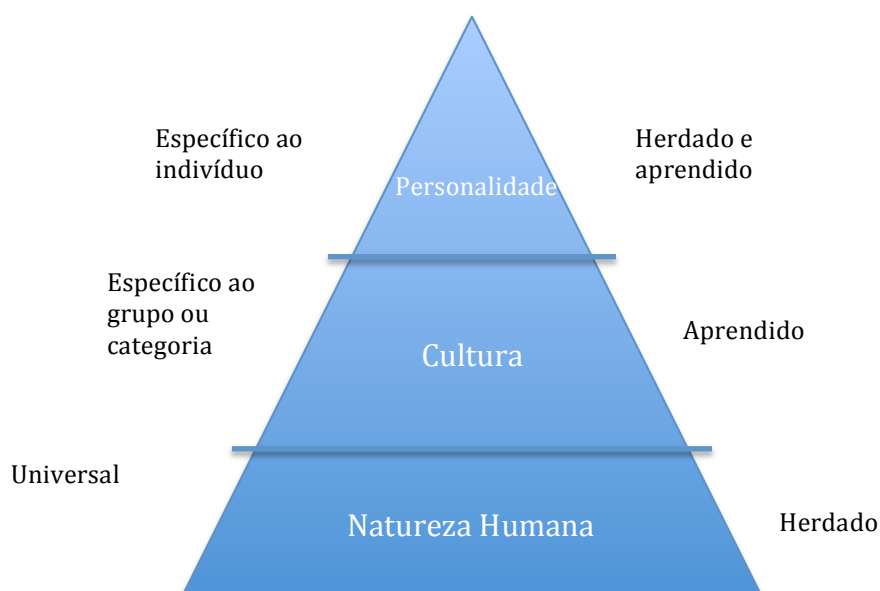 Específico ao
indivíduo
Personalidade
Herdado e
aprendido
Específico ao
grupo ou
categoria
Cultura
Aprendido
Universal
Natureza Humana
Herdado